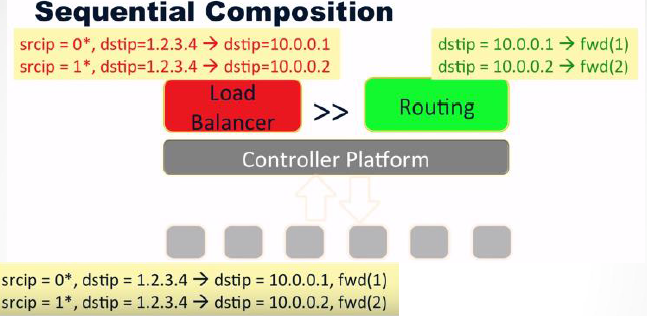 Sequential Composition
srcip = 0*, dstip=1.2.3.4 → dstip=10.0.0.1
srcip = 1*, dstip=1.2.3.4 → dstip=10.0.0.2
dstip = 10.0.0.1 → fwd(1)
dstip = 10.0.0.2 → fwd(2)
Load
Balancer
>>
Routing
Controller Platform
srcip = 0*, dstip = 1.2.3.4 → dstip = 10.0.0.1, fwd(1)
srcip = 1*, dstip = 1.2.3.4 → dstip = 10.0.0.2, fwd(2)